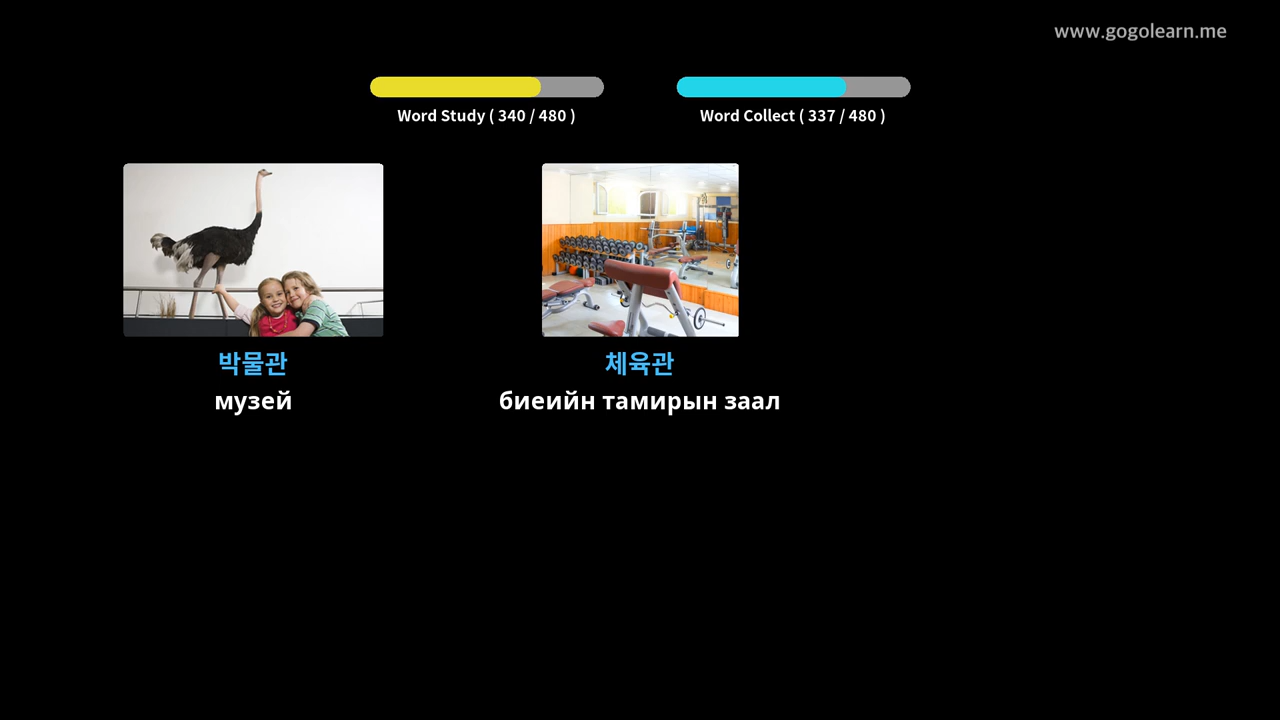 www.gogolearn.me
Word Study ( 340 / 480 )
Word Collect ( 337 / 480 )
박물관
музей
체육관
биеийн тамирын заал